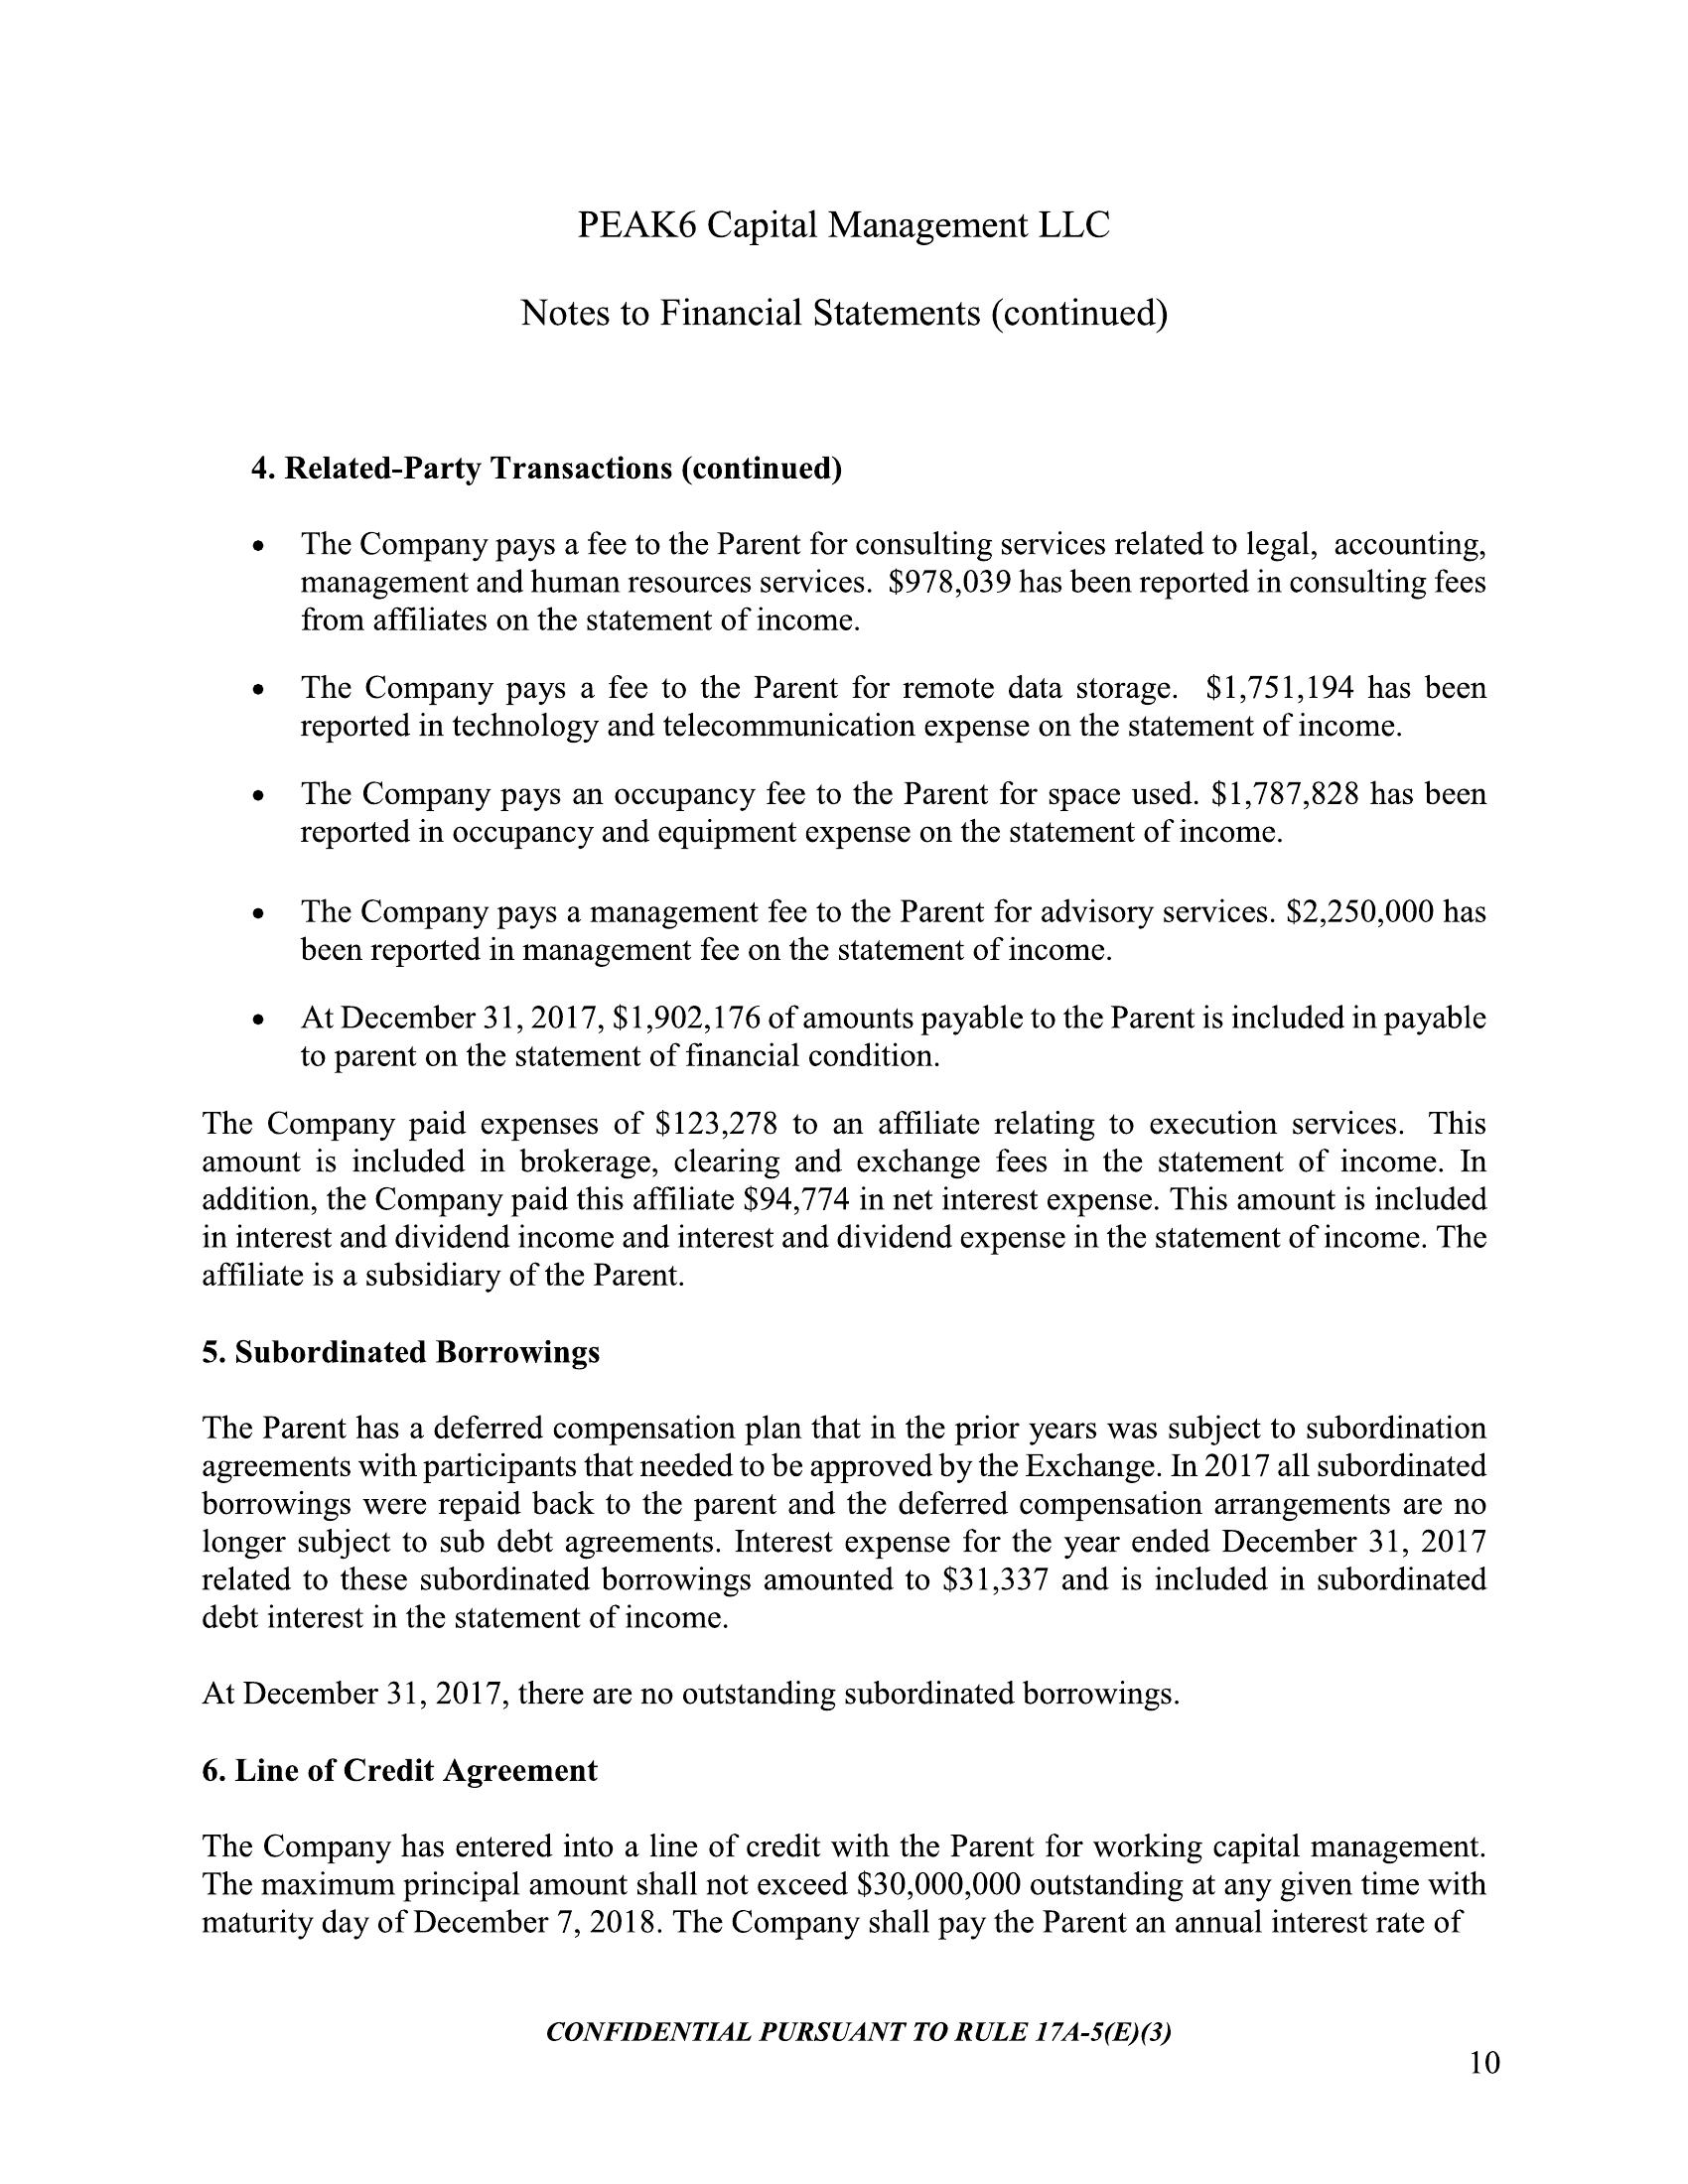 PEAK6 Capital Management LLC
Notes to Financial Statements (continued)
4. Related-Party Transactions (continued)
• The Company pays a fee to the Parent for consulting services related to legal, accounting,
management and human resources services. $978,039 has been reported in consulting fees
from affiliates on the statement of income.
• The Company pays a fee to the Parent for remote data storage. $1,751,194 has been
reported in technology and telecommunication expense on the statement of income.
• The Company pays an occupancy fee to the Parent for space used. $1,787,828 has been
reported in occupancy and equipment expense on the statement of income.
• The Company pays a management fee to the Parent for advisory services. $2,250,000 has
been reported in management fee on the statement of income.
• At December 31, 2017, $1,902,176 of amounts payable to the Parent is included in payable
to parent on the statement of financial condition.
The Company paid expenses of $123,278 to an affiliate relating to execution services. This
amount is included in brokerage, clearing and exchange fees in the statement of income. In
addition, the Company paid this affiliate $94,774 in net interest expense. This amount is included
in interest and dividend income and interest and dividend expense in the statement of income. The
affiliate is a subsidiary of the Parent.
5. Subordinated Borrowings
The Parent has a deferred compensation plan that in the prior years was subject to subordination
agreements with participants that needed to be approved by the Exchange. In 2017 all subordinated
borrowings were repaid back to the parent and the deferred compensation arrangements are no
longer subject to sub debt agreements. Interest expense for the year ended December 31, 2017
related to these subordinated borrowings amounted to $31,337 and is included in subordinated
debt interest in the statement of income.
At December 31, 2017, there are no outstanding subordinated borrowings.
6. Line of Credit Agreement
The Company has entered into a line of credit with the Parent for working capital management.
The maximum principal amount shall not exceed $30,000,000 outstanding at any given time with
maturity day of December 7, 2018. The Company shall pay the Parent an annual interest rate of
CONFIDENTIAL PURSUANT TO RULE 17A-5(E)(3)
10